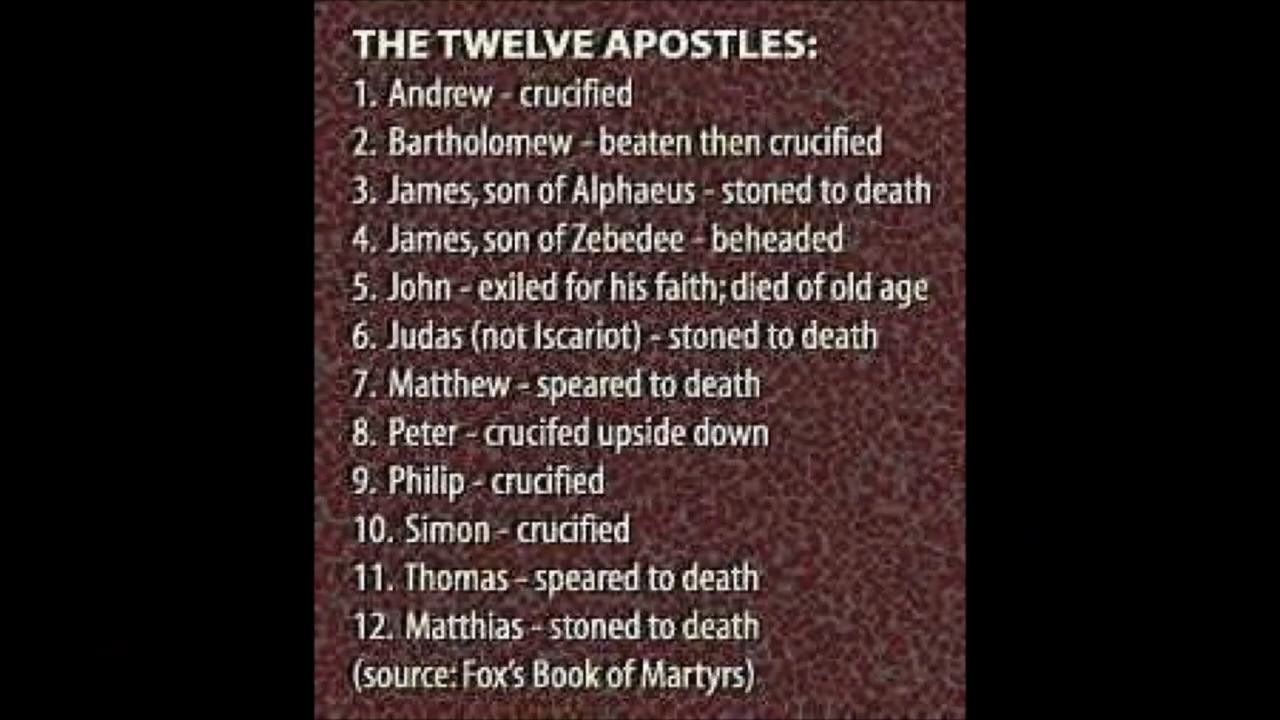 THE TWELVE APOSTLES:
1. Andrew - crucified
2. Bartholomew - beaten then crucified
3. James, son of Alphaeus - stoned to death
4. James, son of Zebedee - beheaded
5. John - exiled for his faith; died of old age
6. Judas (not Iscariot) - stoned to death
7. Matthew - speared to death
8. Peter - crucifed upside down
9. Philip - crucified
10. Simon - crucified
11. Thomas - speared to death
12. Matthias - stoned to death
(source: Fox's Book of Martyrs)